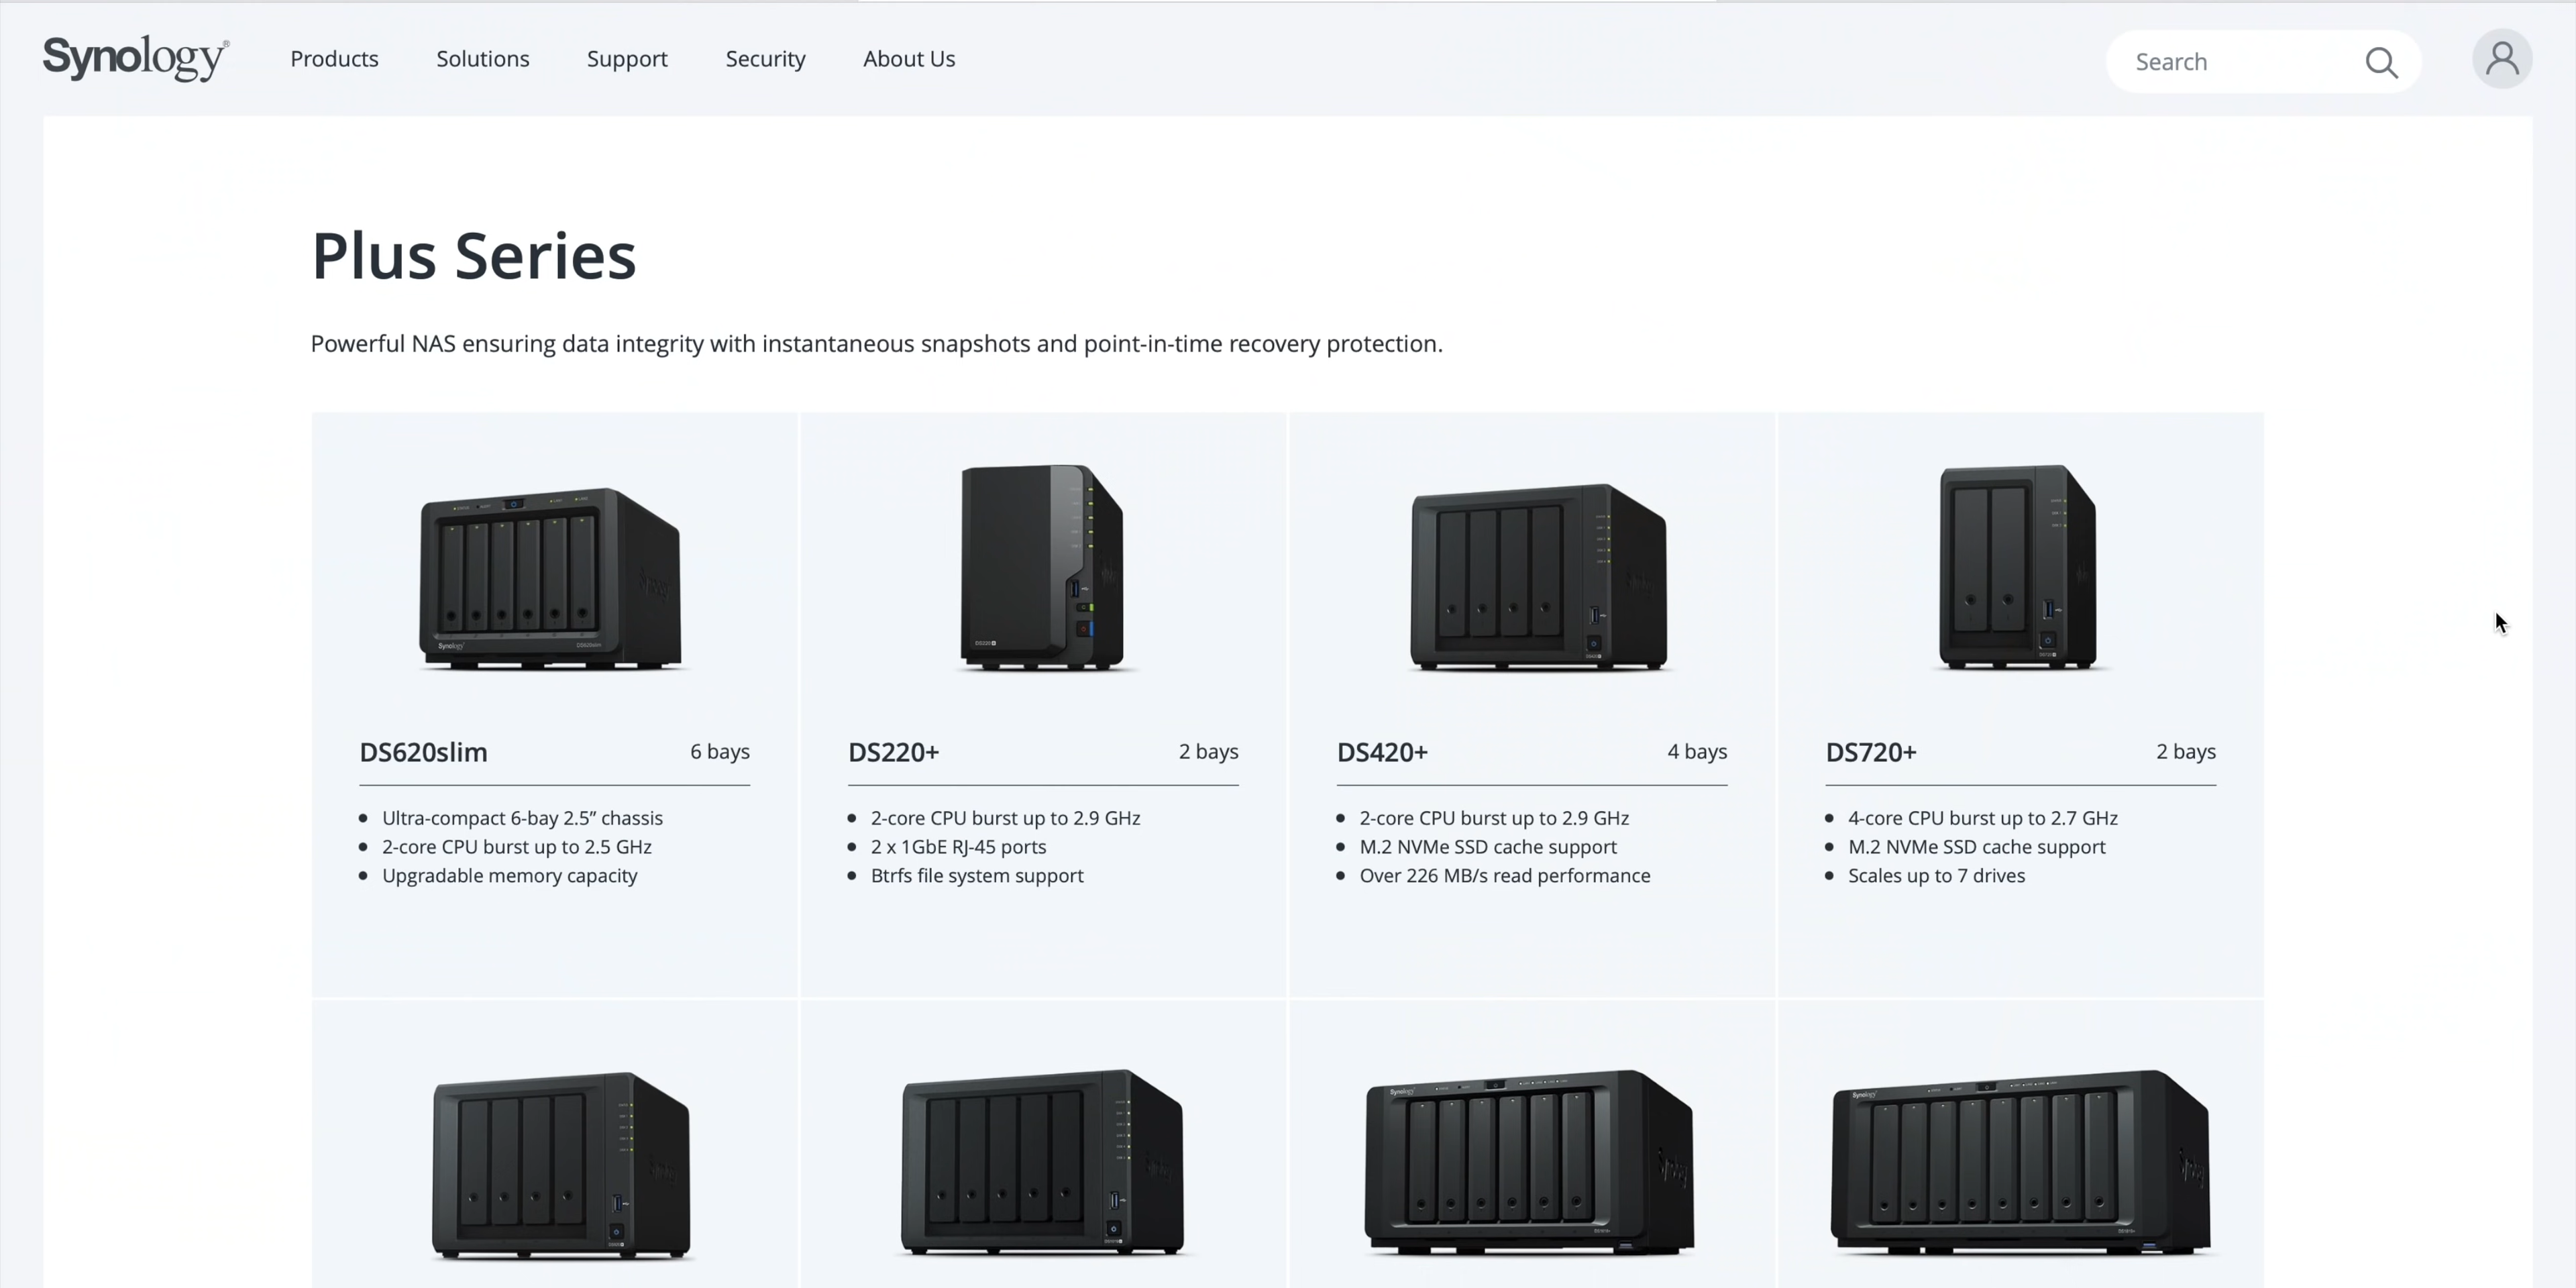 Synology®
Products
Solutions
Support
Security
About Us
Search
Plus Series
Powerful NAS ensuring data integrity with instantaneous snapshots and point-in-time recovery protection.
Synology
DS620slim
DS220+
DS620slim 6 bays
• Ultra-compact 6-bay 2.5” chassis
• 2-core CPU burst up to 2.5 GHz
• Upgradable memory capacity
DS220+ 2 bays
• 2-core CPU burst up to 2.9 GHz
• 2 x 1GbE RJ-45 ports
• Btrfs file system support
DS420+ 4 bays
• 2-core CPU burst up to 2.9 GHz
• M.2 NVMe SSD cache support
• Over 226 MB/s read performance
DS720+ 2 bays
• 4-core CPU burst up to 2.7 GHz
• M.2 NVMe SSD cache support
• Scales up to 7 drives
Synology
Synology